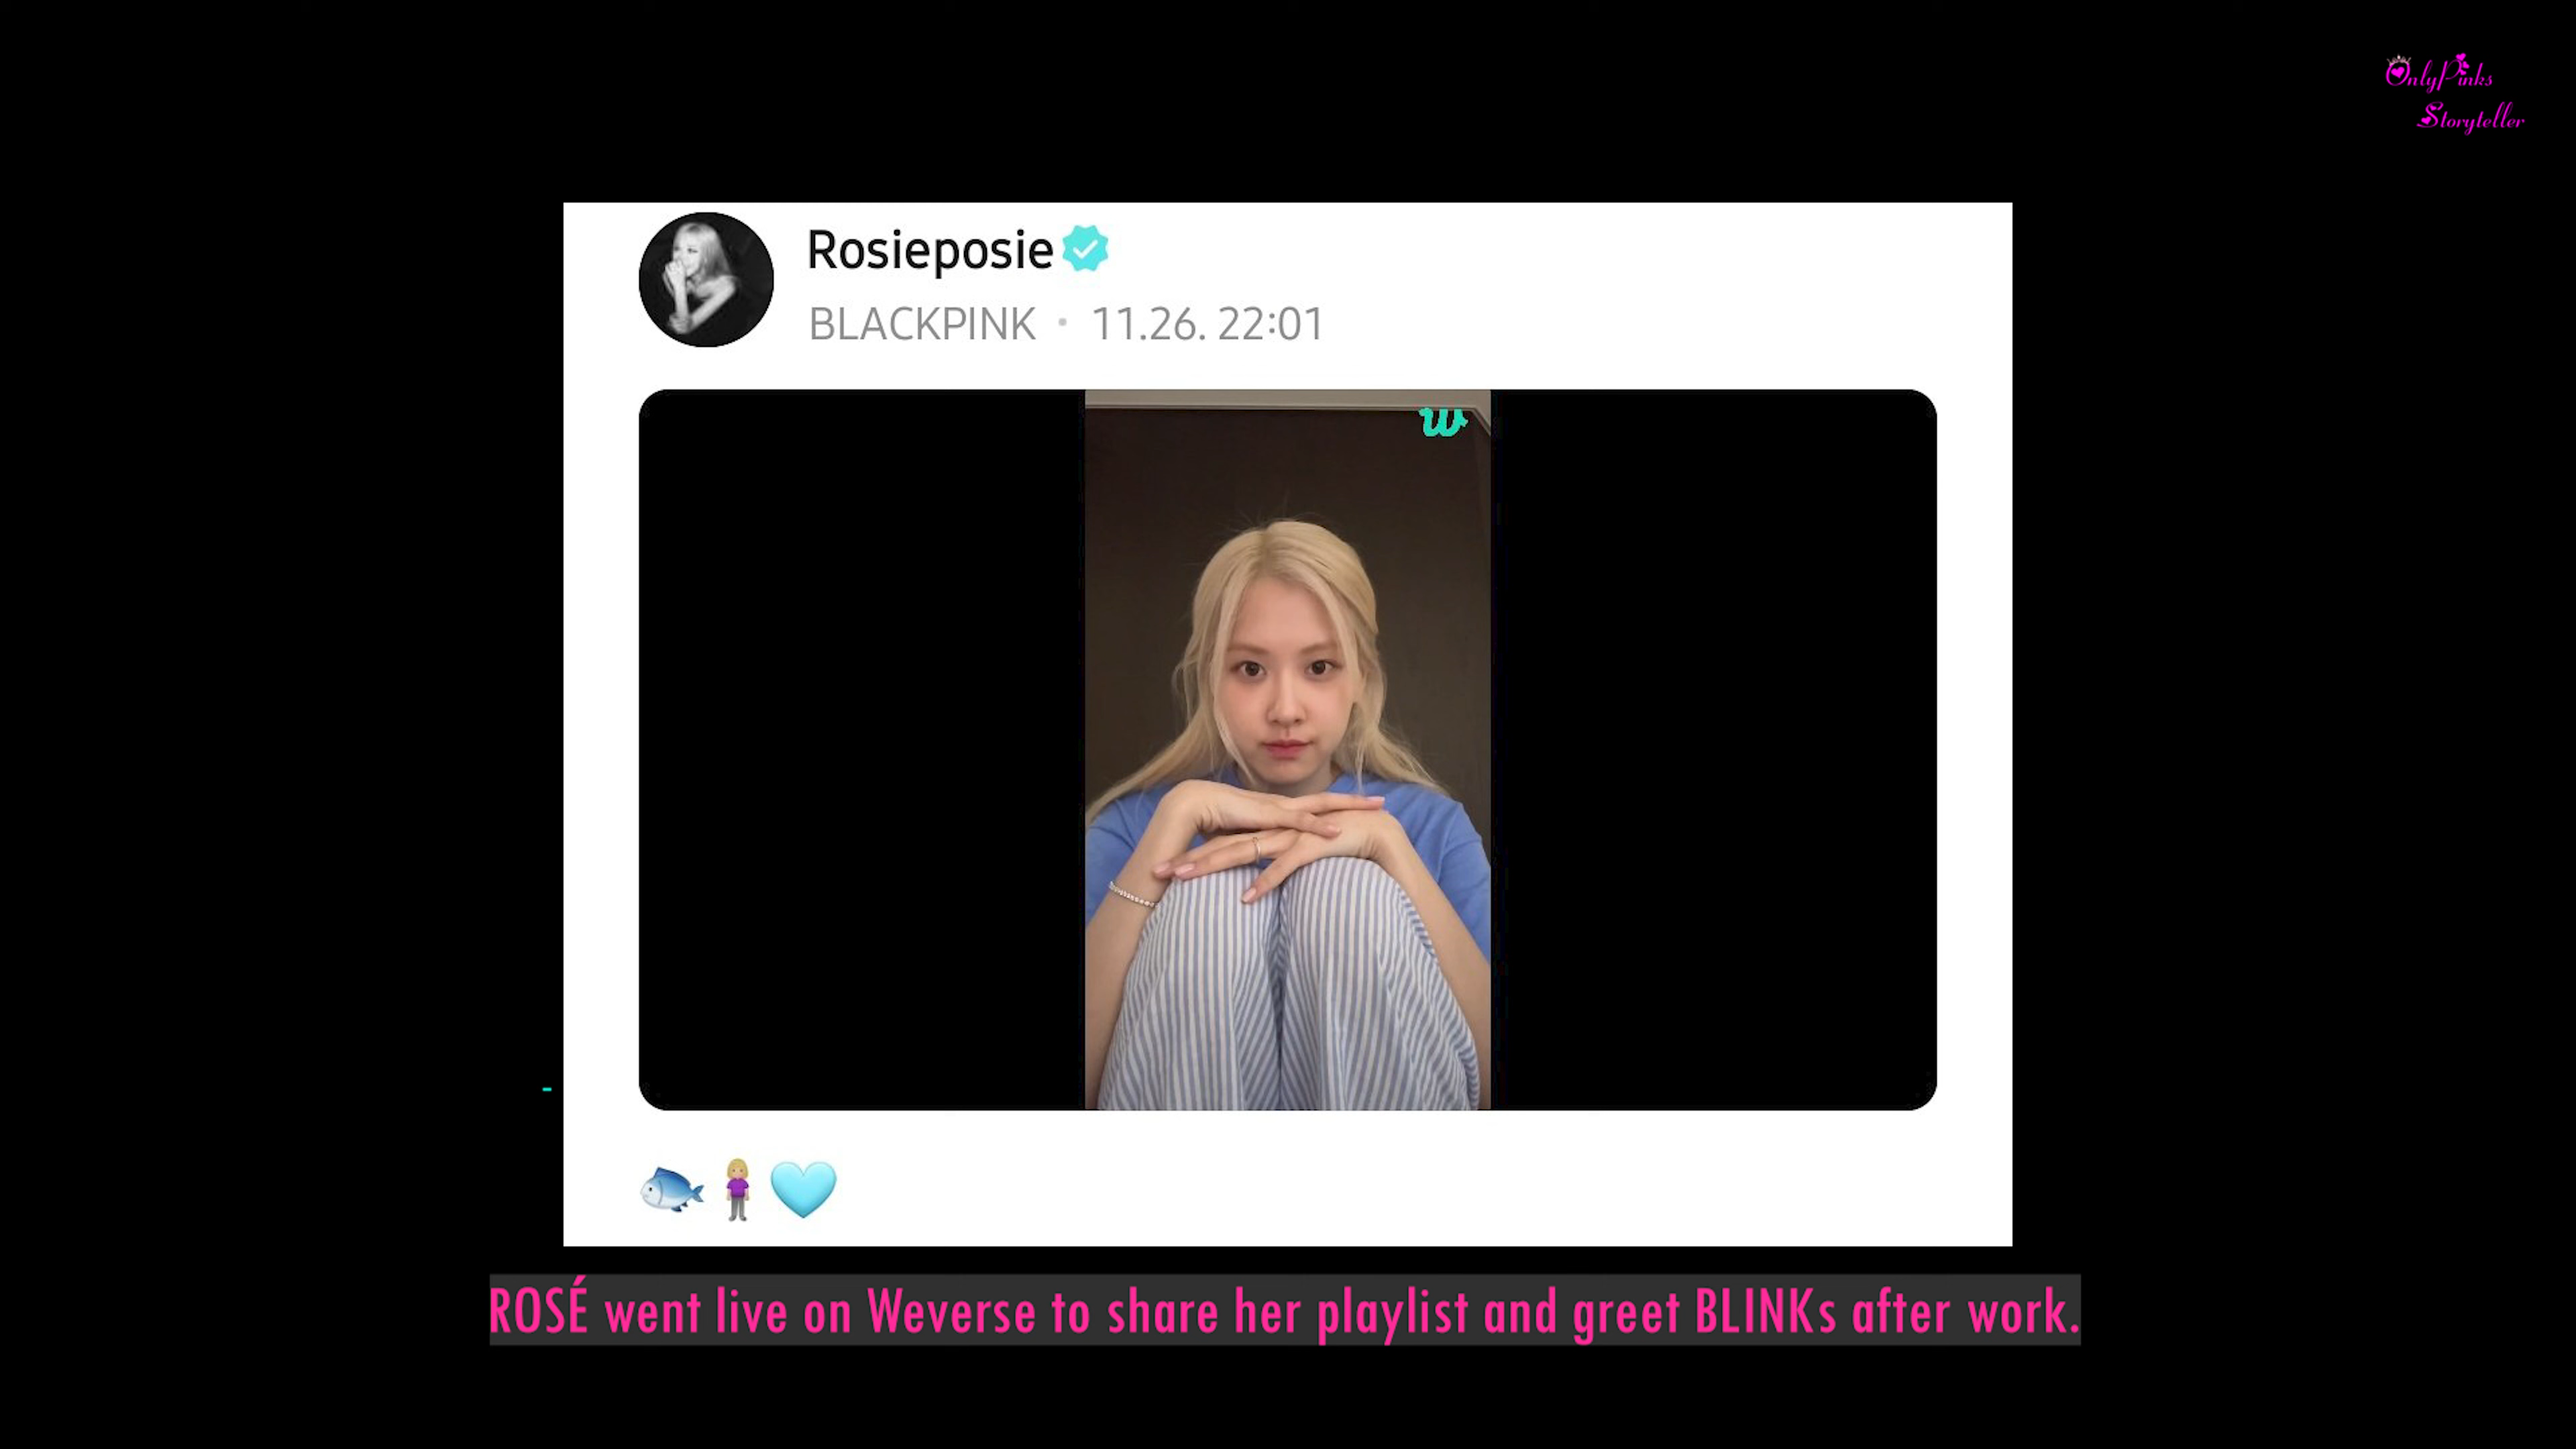 OnlyPinks
Storyteller
Rosieposie
BLACKPINK · 11.26. 22:01
w
ROSÉ went live on Weverse to share her playlist and greet BLINKs after work.